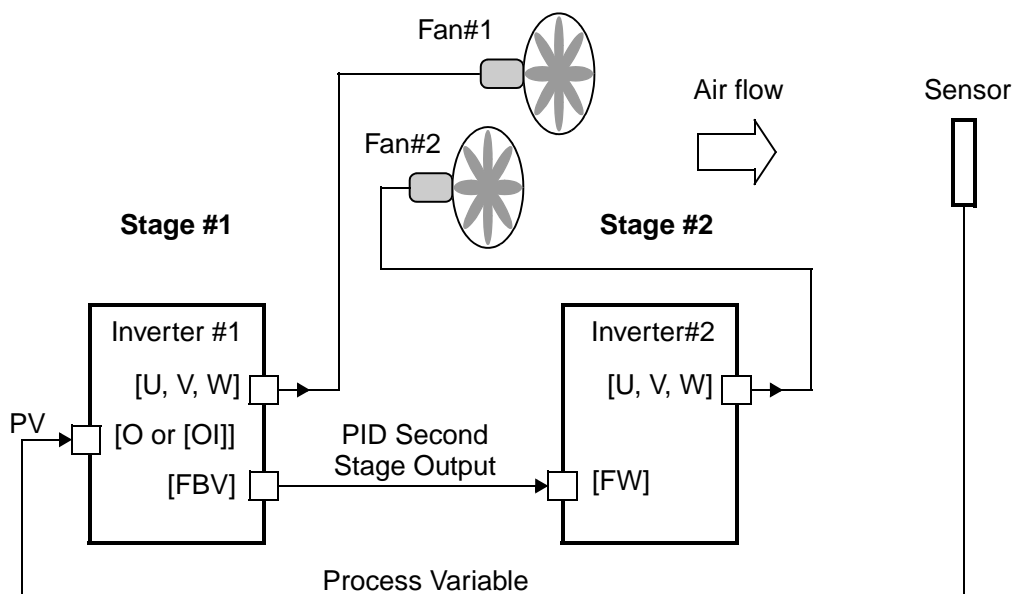 Fan#1
Air flow
Sensor
Fan#2
Stage #1
Stage #2
Inverter #1
Inverter#2
[U, V, W]
[U, V, W]
PV
[O or [OI]]
PID Second
Stage Output
[FBV]
[FW]
Process Variable